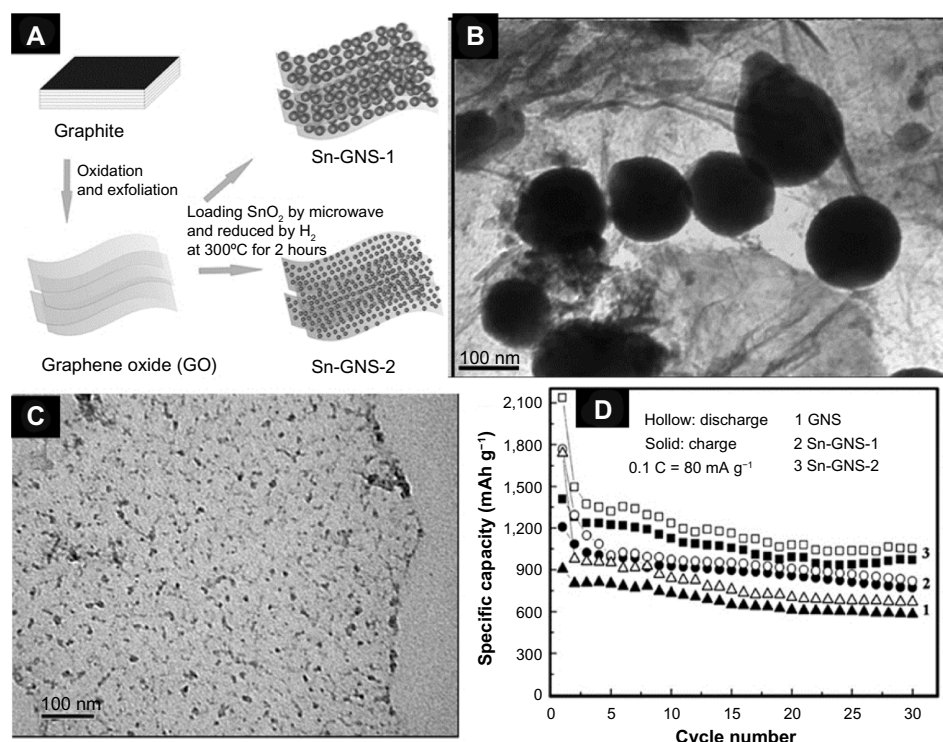 A
Graphite
Oxidation
and exfoliation
Graphene oxide (GO)
Sn-GNS-1
Loading SnO₂ by microwave
and reduced by H₂
at 300ºC for 2 hours
Sn-GNS-2
B
100 nm
C
100 nm
D
Hollow: discharge
Solid: charge
0.1 C = 80 mA g⁻¹
1 GNS
2 Sn-GNS-1
3 Sn-GNS-2
Specific capacity (mAh g⁻¹)
2,100
1,800
1,500
1,200
900
600
300
0
3
2
1
0 5 10 15 20 25 30
Cycle number